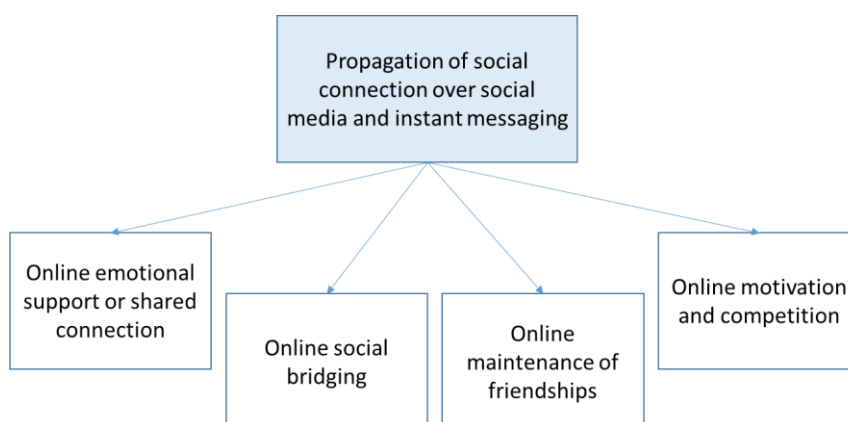 Propagation of social
connection over social
media and instant messaging
Online emotional
support or shared
connection
Online social
bridging
Online
maintenance of
friendships
Online motivation
and competition